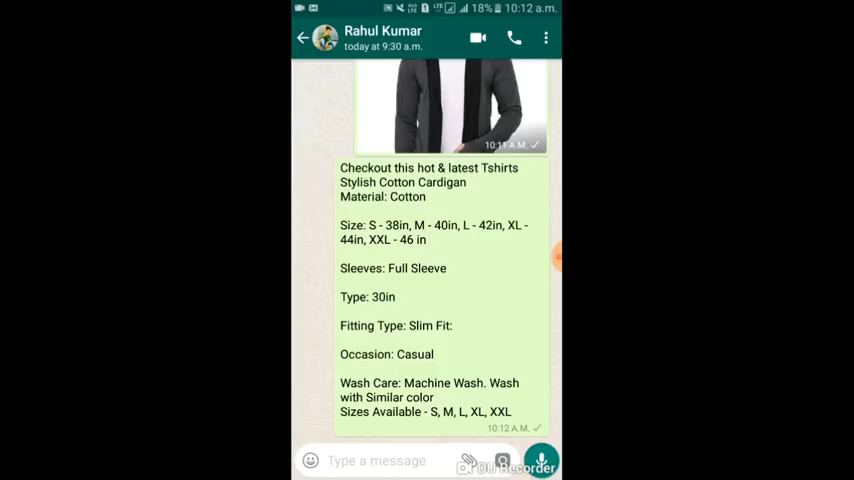 18% 10:12 a.m.
Rahul Kumar
today at 9:30 a.m.
10:11 A.M.
Checkout this hot & latest Tshirts
Stylish Cotton Cardigan
Material: Cotton
Size: S - 38in, M - 40in, L - 42in, XL -
44in, XXL - 46 in
Sleeves: Full Sleeve
Type: 30in
Fitting Type: Slim Fit:
Occasion: Casual
Wash Care: Machine Wash. Wash
with Similar color
Sizes Available - S, M, L, XL, XXL
10:12 A.M.
Type a message
DU Recorder